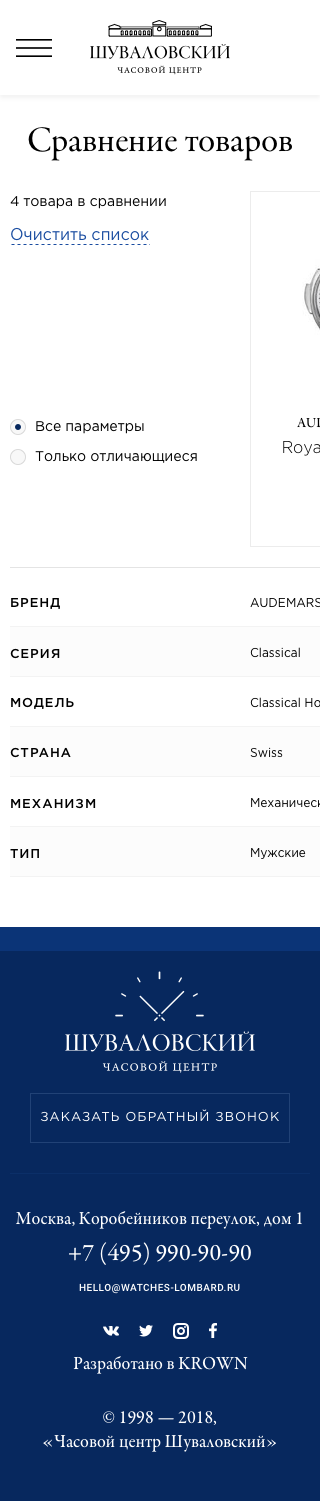 ШУВАЛОВСКИЙ
ЧАСОВОЙ ЦЕНТР
Сравнение товаров
4 товара в сравнении
Очистить список
Все параметры
Только отличающиеся
AUD
Roya
БРЕНД AUDEMARS
СЕРИЯ Classical
МОДЕЛЬ Classical Ho
СТРАНА Swiss
МЕХАНИЗМ Механическ
ТИП Мужские
ШУВАЛОВСКИЙ
ЧАСОВОЙ ЦЕНТР
ЗАКАЗАТЬ ОБРАТНЫЙ ЗВОНОК
Москва, Коробейников переулок, дом 1
+7 (495) 990-90-90
HELLO@WATCHES-LOMBARD.RU
Разработано в KROWN
© 1998 — 2018,
«Часовой центр Шуваловский»